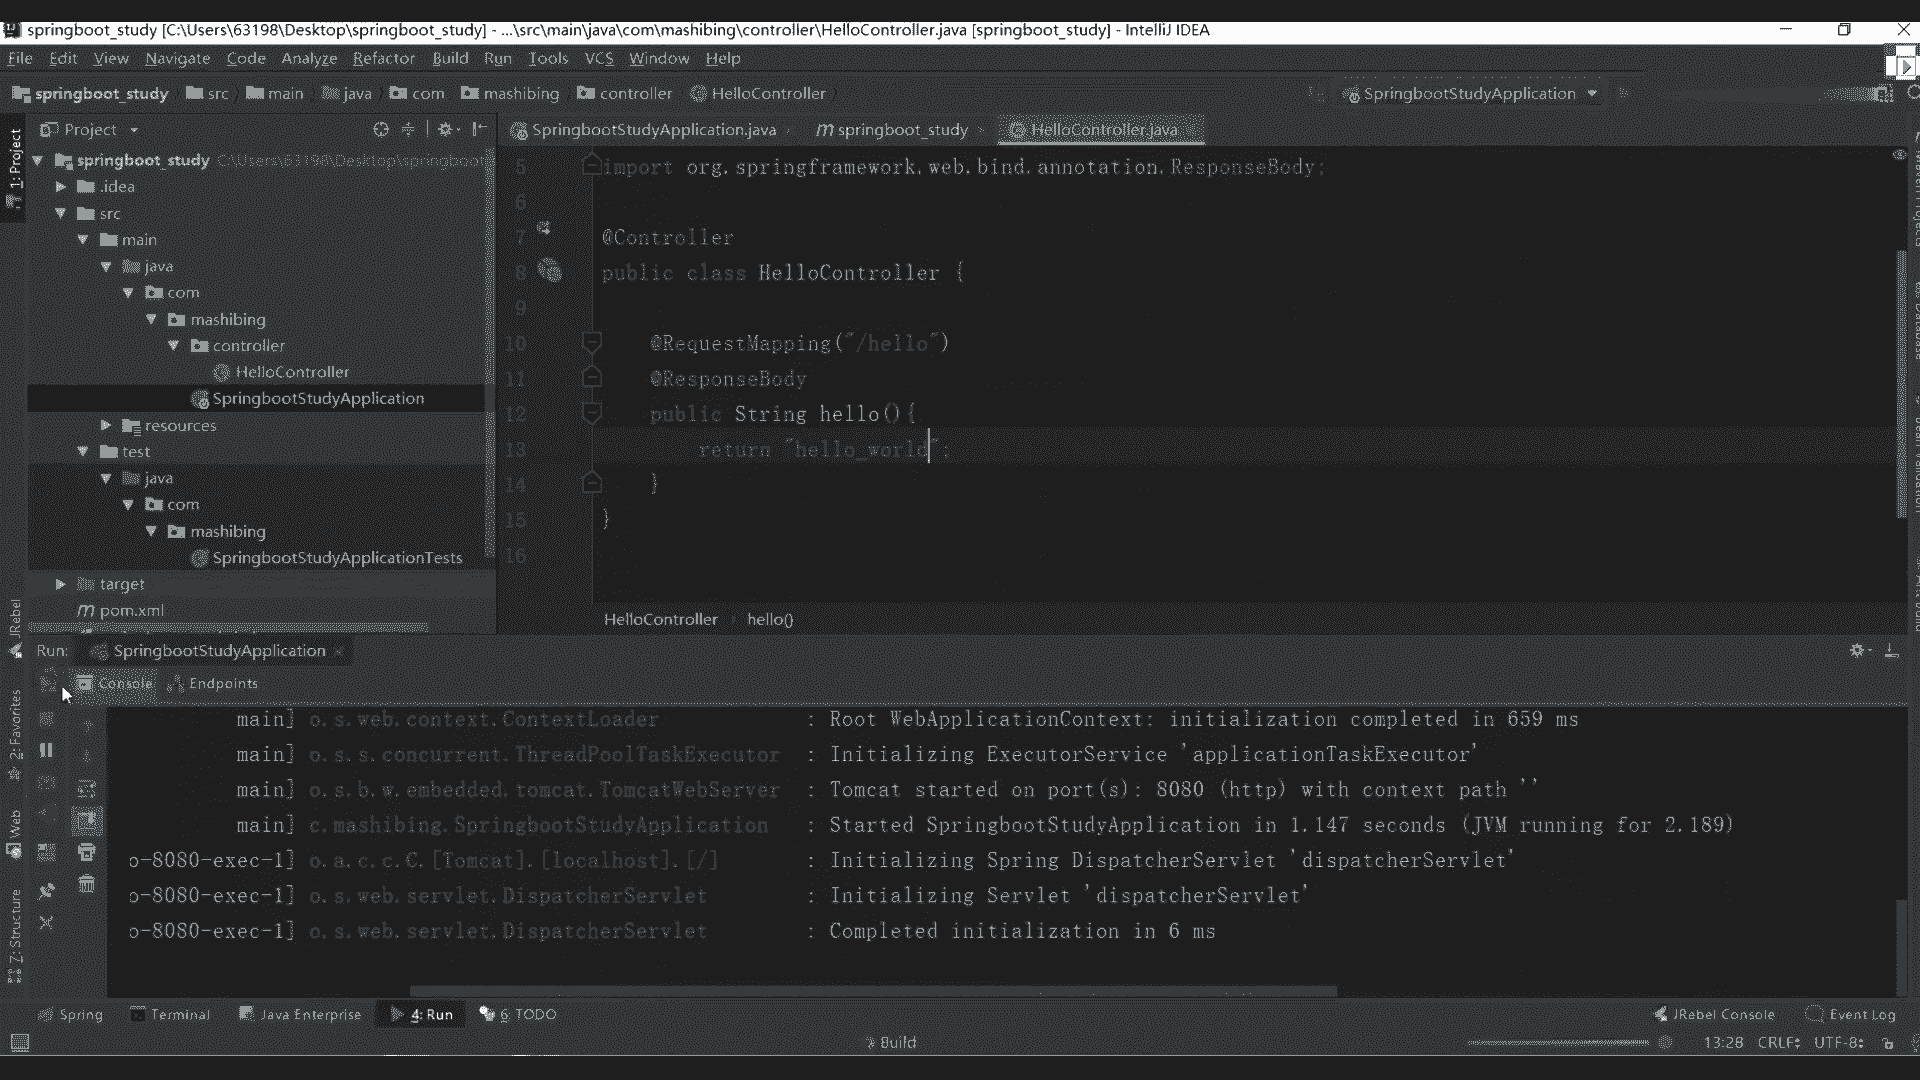 springboot_study [C:\Users\63198\Desktop\springboot_study] - ...\src\main\java\com\mashibing\controller\HelloController.java [springboot_study] - IntelliJ IDEA
File Edit View Navigate Code Analyze Refactor Build Run Tools VCS Window Help
springboot_study src main java com mashibing controller HelloController SpringbootStudyApplication
Project SpringbootStudyApplication.java springboot_study HelloController.java
1: Project
springboot_study C:\Users\63198\Desktop\springboot
.idea
src
main
java
com
mashibing
controller
HelloController
SpringbootStudyApplication
resources
test
java
com
mashibing
SpringbootStudyApplicationTests
target
pom.xml
5 import org.springframework.web.bind.annotation.ResponseBody;
6
7 @Controller
8 public class HelloController {
9
10 @RequestMapping("/hello")
11 @ResponseBody
12 public String hello(){
13 return "hello_world";
14 }
15 }
16
HelloController hello()
JRebel
Run: SpringbootStudyApplication
Console Endpoints
2: Favorites
Web
7: Structure
main] o.s.web.context.ContextLoader : Root WebApplicationContext: initialization completed in 659 ms
main] o.s.s.concurrent.ThreadPoolTaskExecutor : Initializing ExecutorService 'applicationTaskExecutor'
main] o.s.b.w.embedded.tomcat.TomcatWebServer : Tomcat started on port(s): 8080 (http) with context path ''
main] c.mashibing.SpringbootStudyApplication : Started SpringbootStudyApplication in 1.147 seconds (JVM running for 2.189)
o-8080-exec-1] o.a.c.c.C.[Tomcat].[localhost].[/] : Initializing Spring DispatcherServlet 'dispatcherServlet'
o-8080-exec-1] o.s.web.servlet.DispatcherServlet : Initializing Servlet 'dispatcherServlet'
o-8080-exec-1] o.s.web.servlet.DispatcherServlet : Completed initialization in 6 ms
Spring Terminal Java Enterprise 4: Run 6: TODO JRebel Console Event Log
Build 13:28 CRLF UTF-8